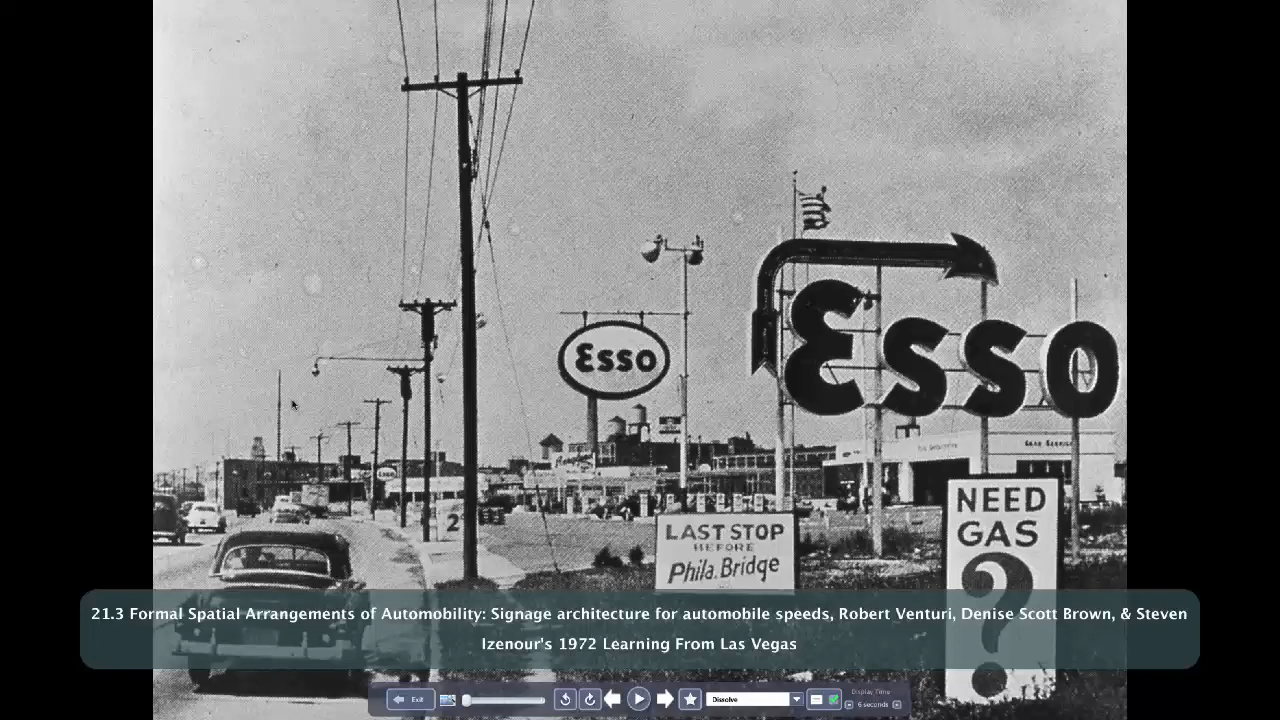 Esso
Esso
Esso
2
LAST STOP
BEFORE
Phila. Bridge
NEED
GAS
?
21.3 Formal Spatial Arrangements of Automobility: Signage architecture for automobile speeds, Robert Venturi, Denise Scott Brown, & Steven
Izenour's 1972 Learning From Las Vegas
Exit
Dissolve
Display Time
6 seconds